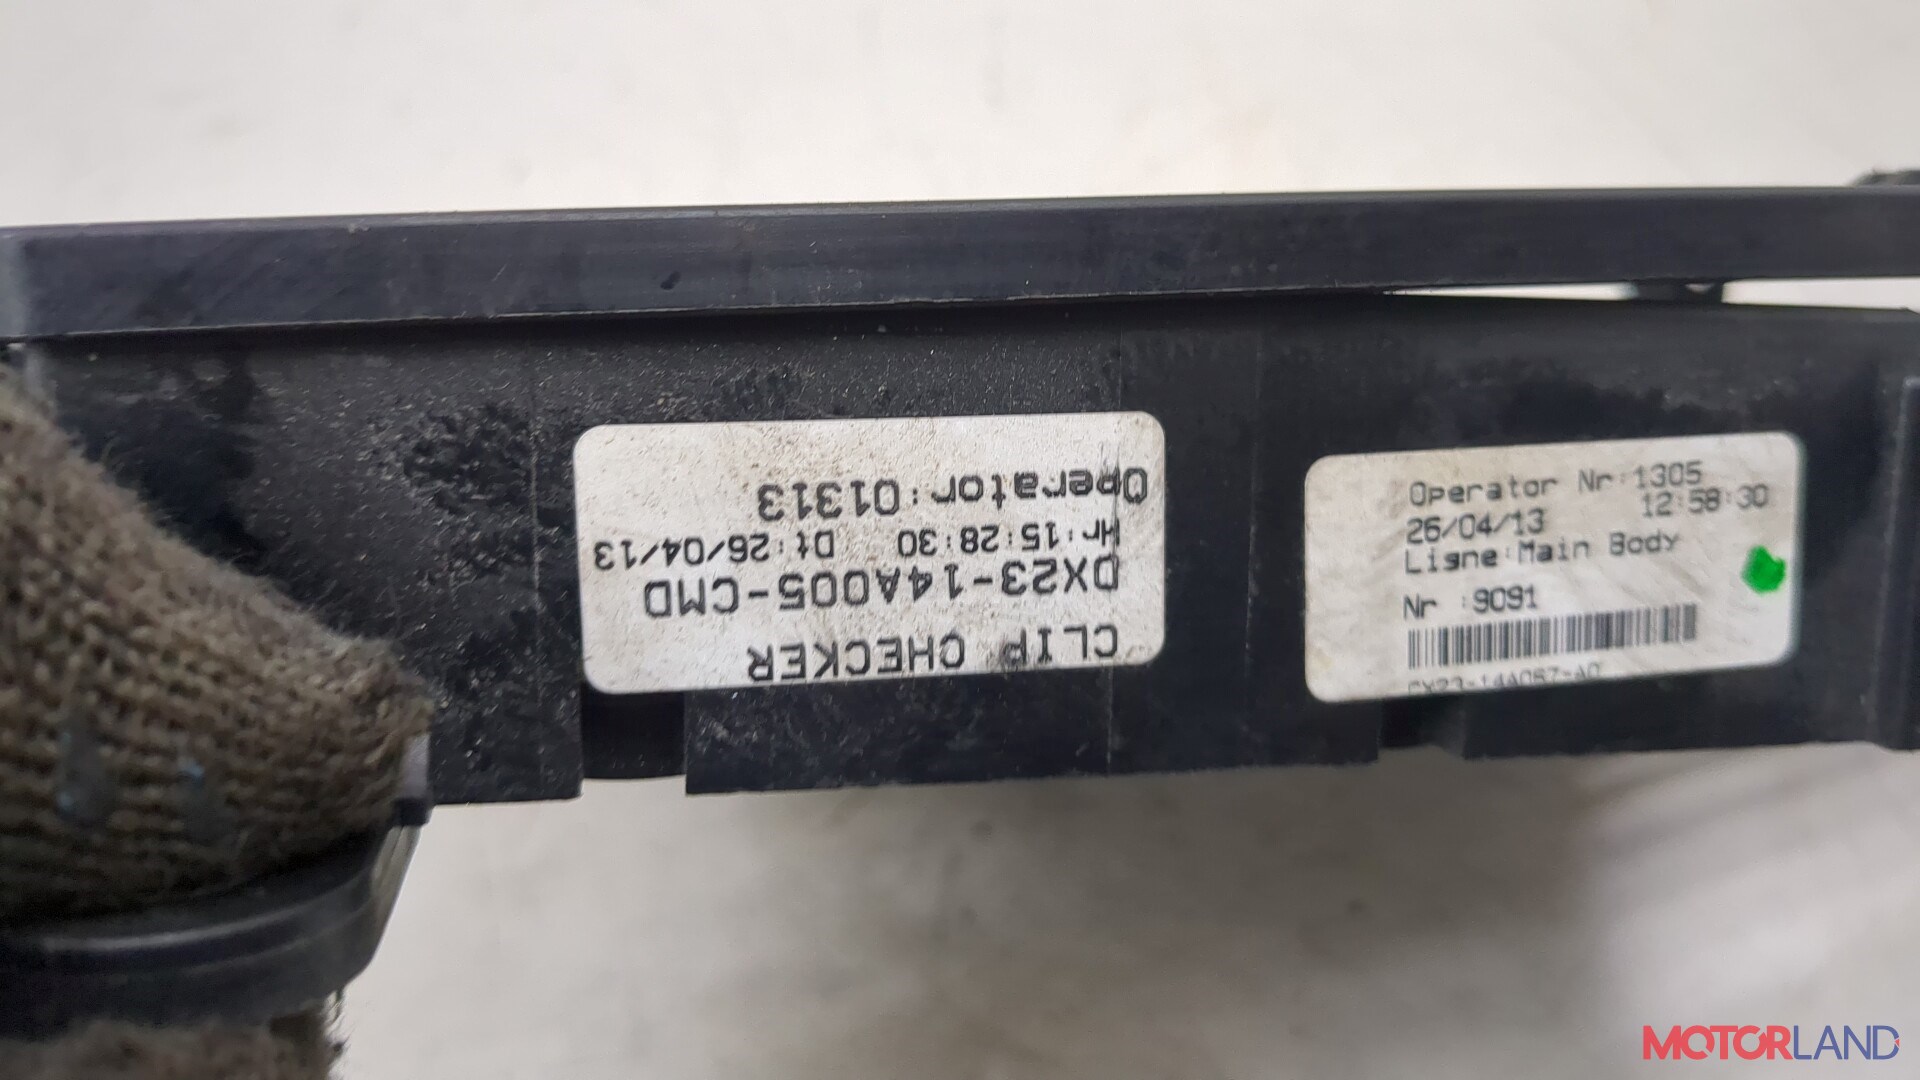 CLIP CHECKER
DX23-14A005-CMD
Hr:15:28:30 Dt:26/04/13
Operator:01313
Operator Nr:1305
26/04/13 12:58:30
Ligne:Main Body
Nr :9091
MOTORLAND